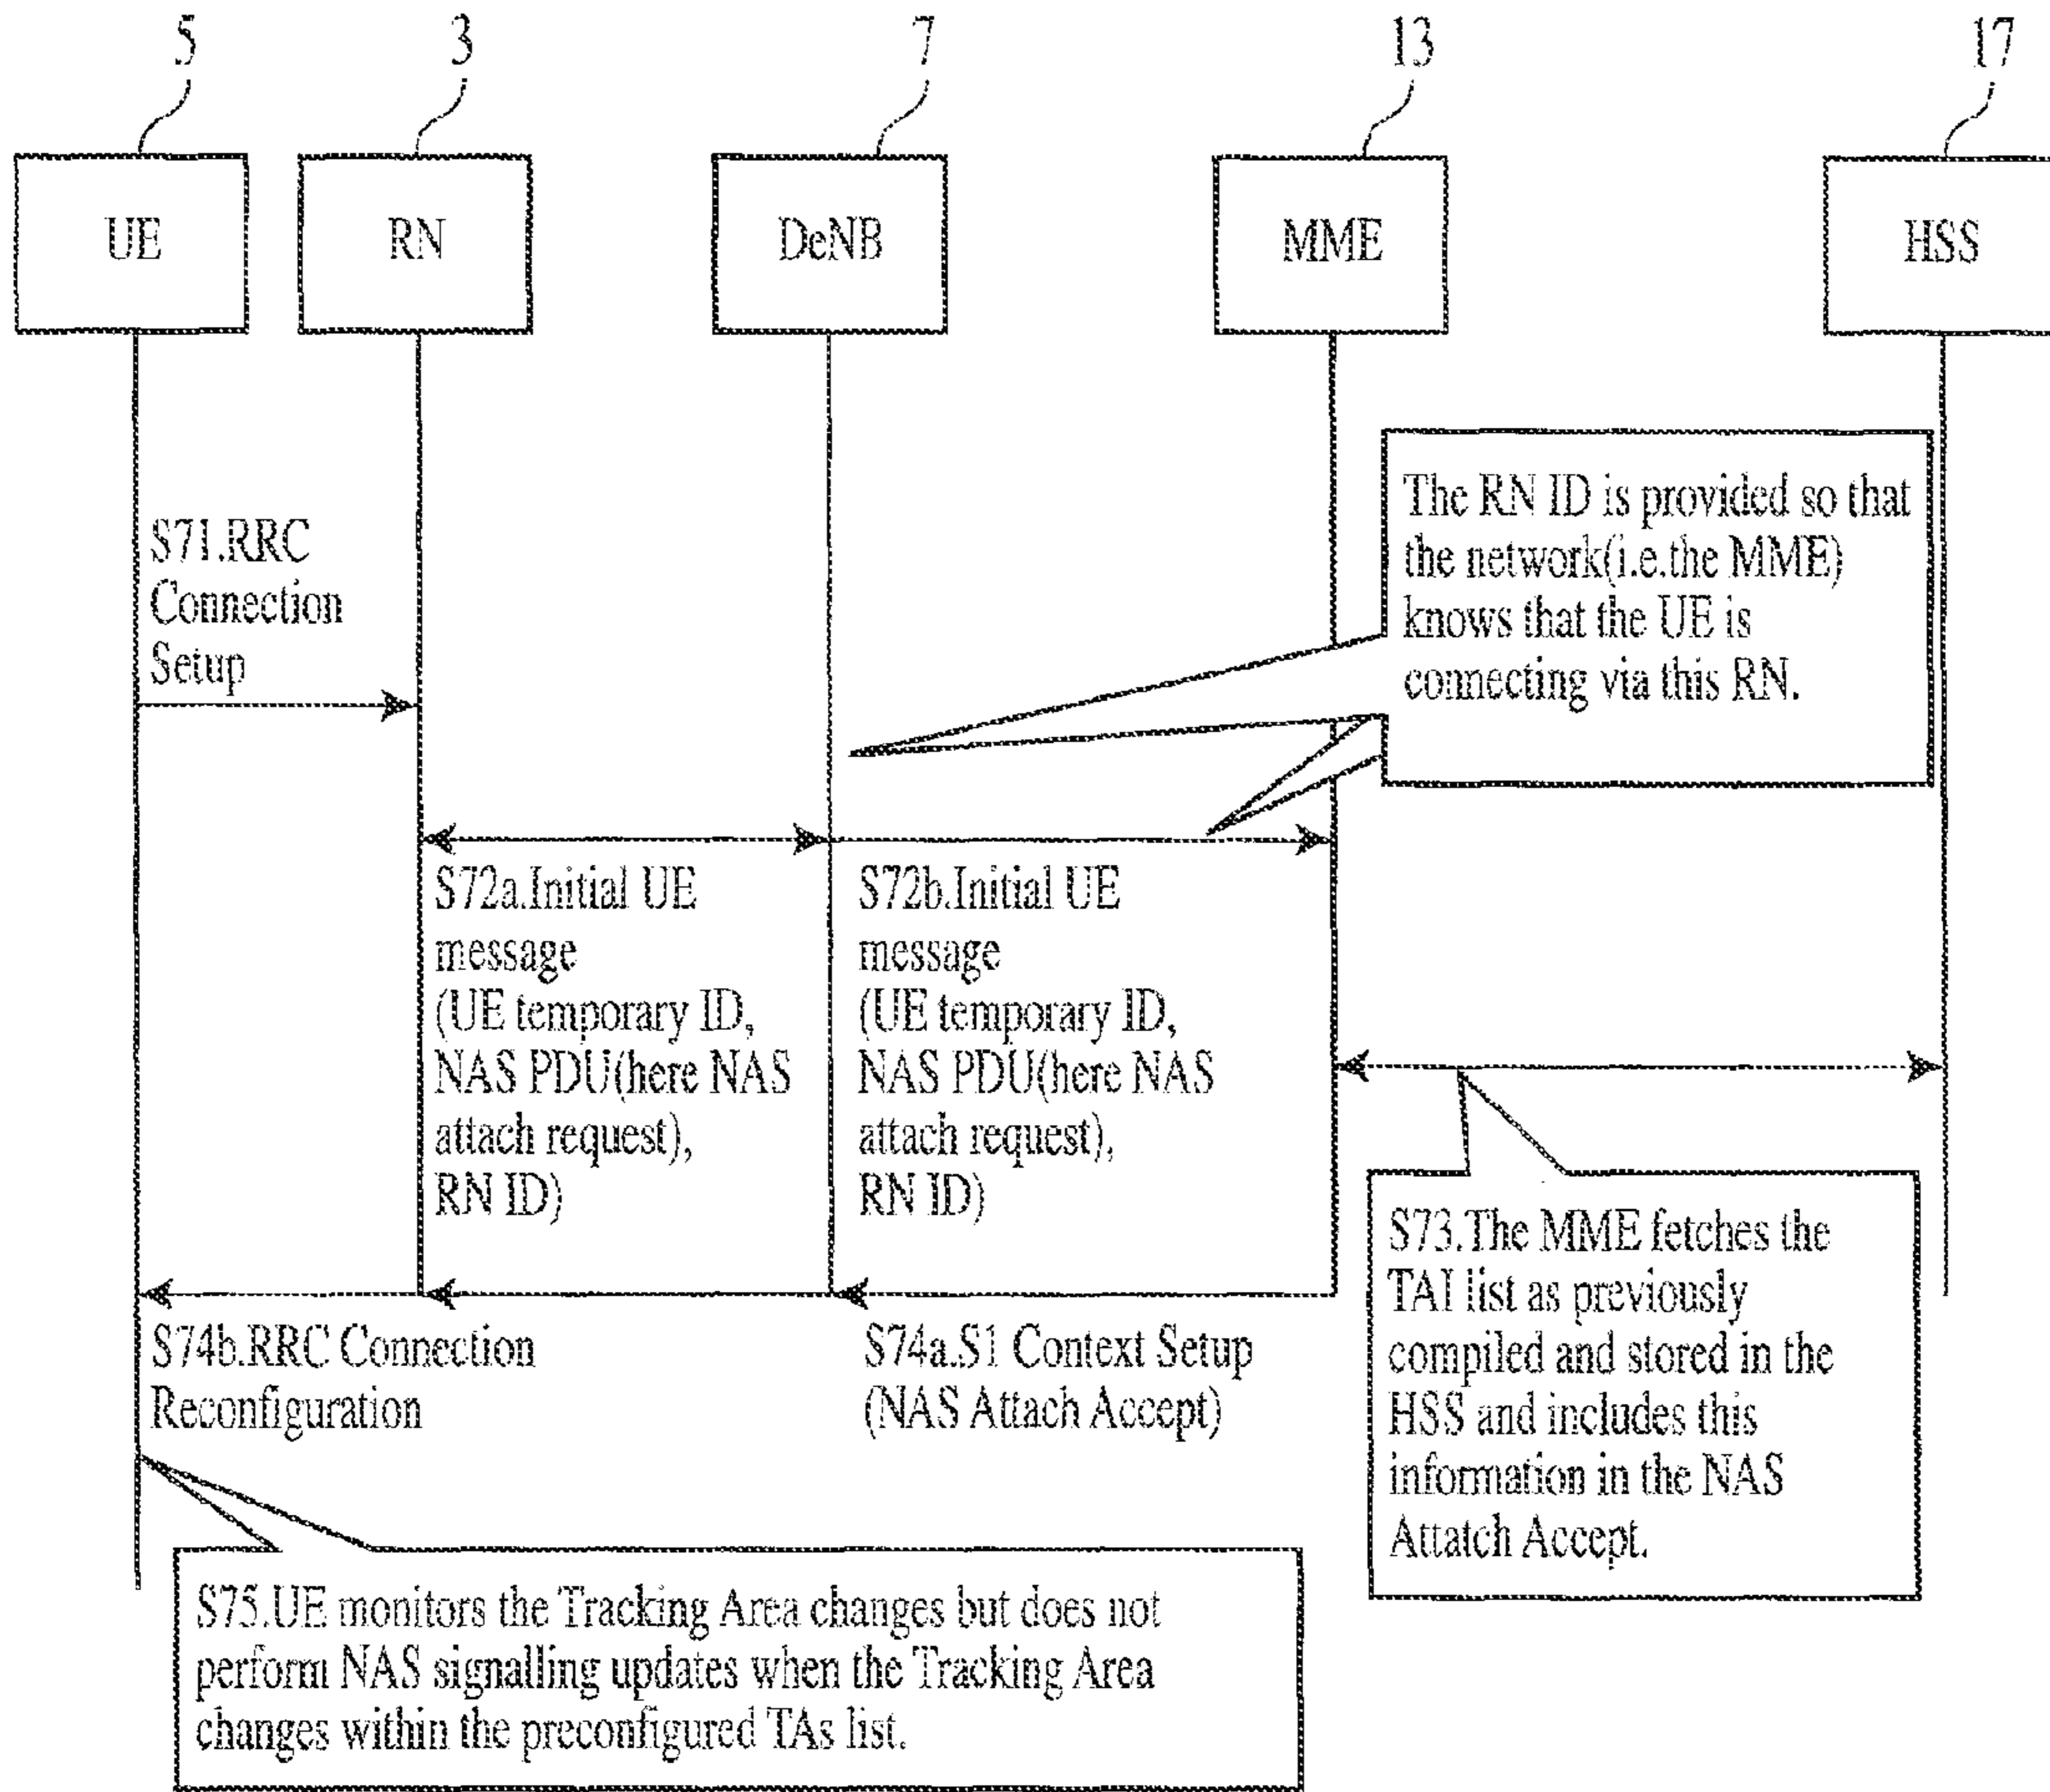 5
3
7
13
17
UE
RN
DeNB
MME
HSS
The RN ID is provided so that
the network(i.e.the MME)
knows that the UE is
connecting via this RN.
S71.RRC
Connection
Setup
S72a.Initial UE
message
(UE temporary ID,
NAS PDU(here NAS
attach request),
RN ID)
S72b.Initial UE
message
(UE temporary ID,
NAS PDU(here NAS
attach request),
RN ID)
S73.The MME fetches the
TAI list as previously
compiled and stored in the
HSS and includes this
information in the NAS
Attatch Accept.
S74b.RRC Connection
Reconfiguration
S74a.S1 Context Setup
(NAS Attach Accept)
S75.UE monitors the Tracking Area changes but does not
perform NAS signalling updates when the Tracking Area
changes within the preconfigured TAs list.